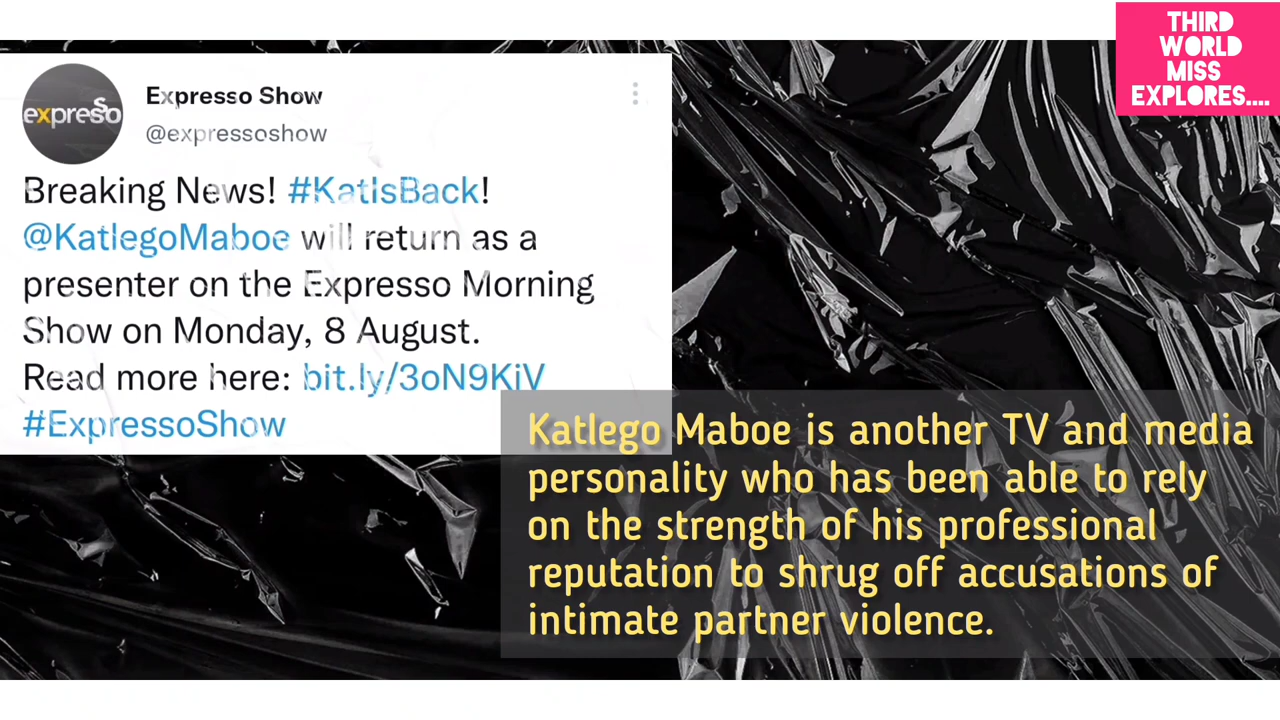 THIRD
WORLD
MISS
EXPLORES....
expresso
Expresso Show
@expressoshow
Breaking News! #KatIsBack!
@KatlegoMaboe will return as a
presenter on the Expresso Morning
Show on Monday, 8 August.
Read more here: bit.ly/3oN9KiV
#ExpressoShow
Katlego Maboe is another TV and media
personality who has been able to rely
on the strength of his professional
reputation to shrug off accusations of
intimate partner violence.